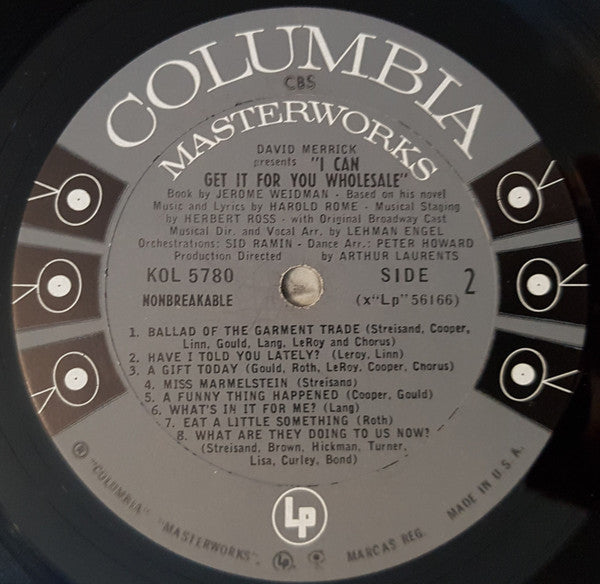 COLUMBIA
CBS
MASTERWORKS
DAVID MERRICK
presents "I CAN
GET IT FOR YOU WHOLESALE"
Book by JEROME WEIDMAN - Based on his novel
Music and Lyrics by HAROLD ROME - Musical Staging
by HERBERT ROSS - with Original Broadway Cast
Musical Dir. and Vocal Arr. by LEHMAN ENGEL
Orchestrations: SID RAMIN - Dance Arr.: PETER HOWARD
Production Directed by ARTHUR LAURENTS
KOL 5780 SIDE 2
NONBREAKABLE (x"Lp"56166)
1. BALLAD OF THE GARMENT TRADE (Streisand, Cooper,
Linn, Gould, Lang, LeRoy and Chorus)
2. HAVE I TOLD YOU LATELY? (Leroy, Linn)
3. A GIFT TODAY (Gould, Roth, LeRoy, Cooper, Chorus)
4. MISS MARMELSTEIN (Streisand)
5. A FUNNY THING HAPPENED (Cooper, Gould)
6. WHAT'S IN IT FOR ME? (Lang)
7. EAT A LITTLE SOMETHING (Roth)
8. WHAT ARE THEY DOING TO US NOW?
(Streisand, Brown, Hickman, Turner,
Lisa, Curley, Bond)
Lp
® "COLUMBIA" "MASTERWORKS", Lp, MARCAS REG. MADE IN U.S.A.